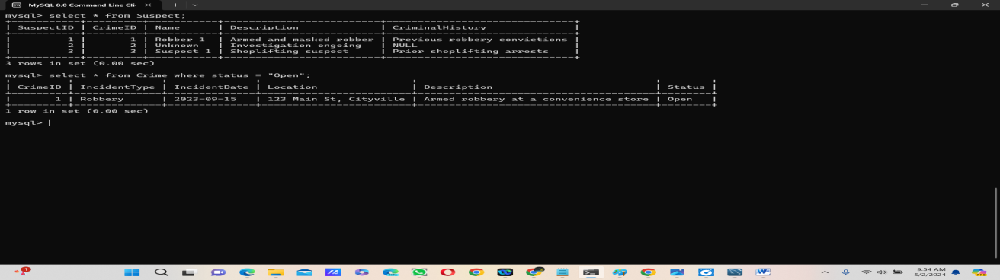 MySQL 8.0 Command Line Cli
mysql> select * from Suspect;
+-----------+---------+-----------+--------------------------+-------------------------------+
| SuspectID | CrimeID | Name      | Description              | CriminalHistory               |
+-----------+---------+-----------+--------------------------+-------------------------------+
|         1 |       1 | Robber 1  | Armed and masked robber  | Previous robbery convictions  |
|         2 |       2 | Unknown   | Investigation ongoing    | NULL                          |
|         3 |       3 | Suspect 1 | Shoplifting suspect      | Prior shoplifting arrests     |
+-----------+---------+-----------+--------------------------+-------------------------------+
3 rows in set (0.00 sec)
mysql> select * from Crime where status = "Open";
+---------+--------------+--------------+------------------------+--------------------------------------+--------+
| CrimeID | IncidentType | IncidentDate | Location               | Description                          | Status |
+---------+--------------+--------------+------------------------+--------------------------------------+--------+
|       1 | Robbery      | 2023-09-15   | 123 Main St, Cityville | Armed robbery at a convenience store | Open   |
+---------+--------------+--------------+------------------------+--------------------------------------+--------+
1 row in set (0.00 sec)
mysql>
9:54 AM
5/2/2024